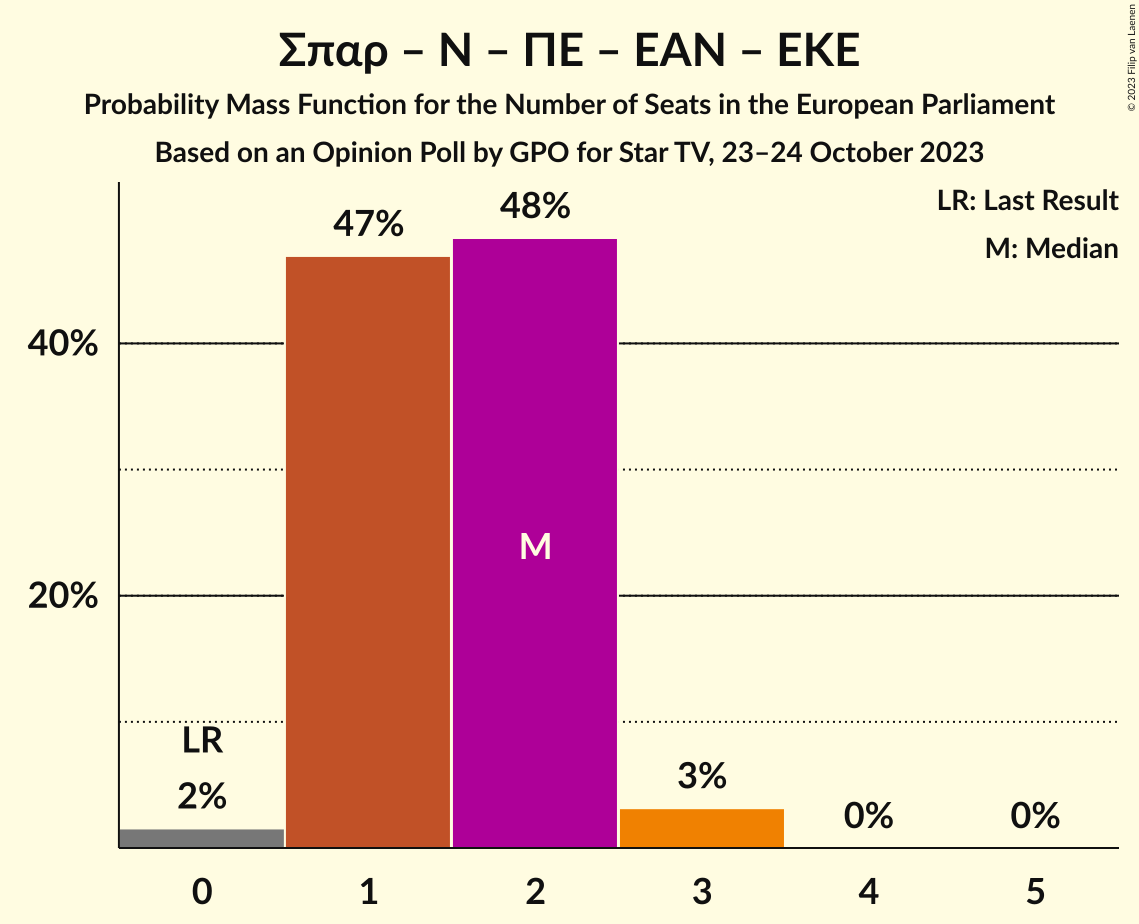 Σπαρ – Ν – ΠΕ – ΕΑΝ – ΕΚΕ
Probability Mass Function for the Number of Seats in the European Parliament
Based on an Opinion Poll by GPO for Star TV, 23–24 October 2023
© 2023 Filip van Laenen
LR: Last Result
M: Median
47%
48%
40%
M
20%
LR
2%
3%
0%
0%
0
1
2
3
4
5